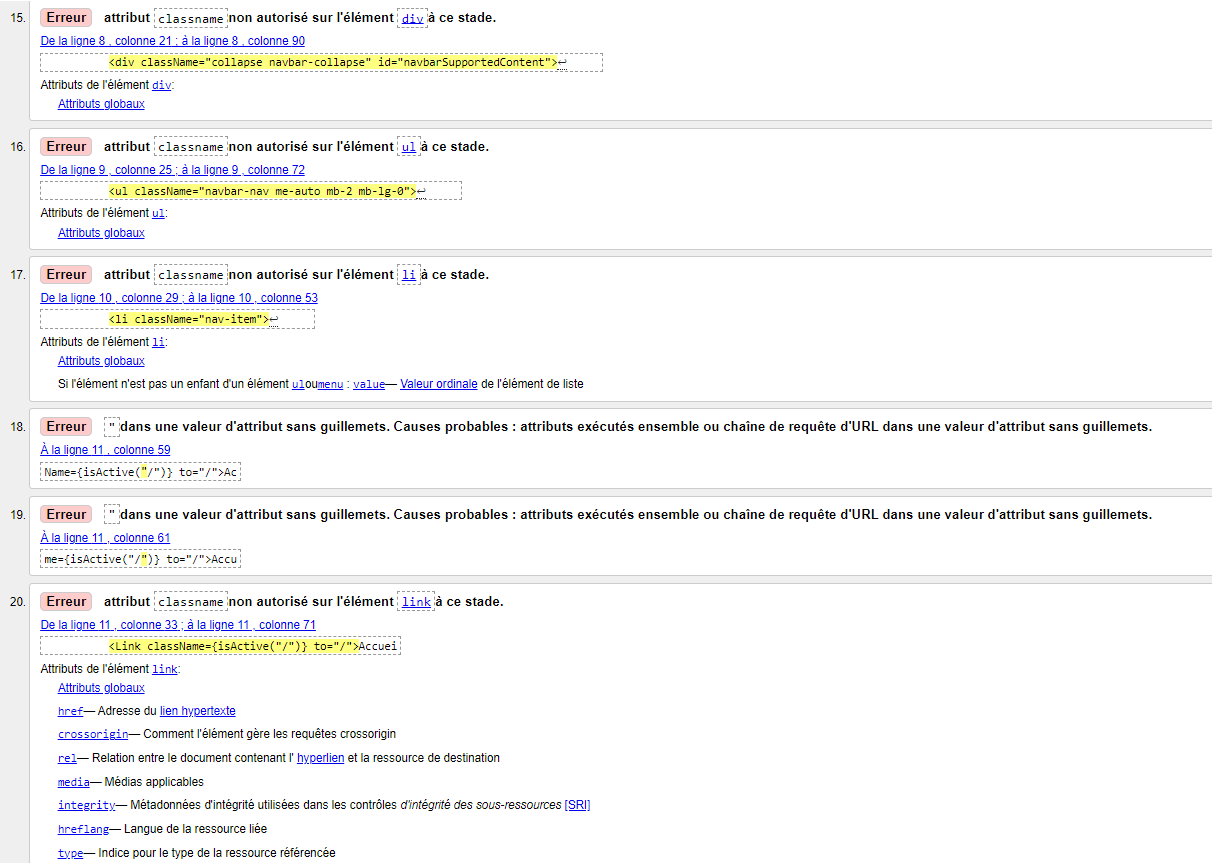 15. Erreur attribut classname non autorisé sur l'élément div à ce stade.
De la ligne 8 , colonne 21 ; à la ligne 8 , colonne 90
<div className="collapse navbar-collapse" id="navbarSupportedContent">↩
Attributs de l'élément div:
Attributs globaux
16. Erreur attribut classname non autorisé sur l'élément ul à ce stade.
De la ligne 9 , colonne 25 ; à la ligne 9 , colonne 72
<ul className="navbar-nav me-auto mb-2 mb-lg-0">↩
Attributs de l'élément ul:
Attributs globaux
17. Erreur attribut classname non autorisé sur l'élément li à ce stade.
De la ligne 10 , colonne 29 ; à la ligne 10 , colonne 53
<li className="nav-item">↩
Attributs de l'élément li:
Attributs globaux
Si l'élément n'est pas un enfant d'un élément ulou menu : value— Valeur ordinale de l'élément de liste
18. Erreur " dans une valeur d'attribut sans guillemets. Causes probables : attributs exécutés ensemble ou chaîne de requête d'URL dans une valeur d'attribut sans guillemets.
À la ligne 11 , colonne 59
Name={isActive("/")} to="/">Ac
19. Erreur " dans une valeur d'attribut sans guillemets. Causes probables : attributs exécutés ensemble ou chaîne de requête d'URL dans une valeur d'attribut sans guillemets.
À la ligne 11 , colonne 61
me={isActive("/")} to="/">Accu
20. Erreur attribut classname non autorisé sur l'élément link à ce stade.
De la ligne 11 , colonne 33 ; à la ligne 11 , colonne 71
<Link className={isActive("/")} to="/">Accuei
Attributs de l'élément link:
Attributs globaux
href— Adresse du lien hypertexte
crossorigin— Comment l'élément gère les requêtes crossorigin
rel— Relation entre le document contenant l' hyperlien et la ressource de destination
media— Médias applicables
integrity— Métadonnées d'intégrité utilisées dans les contrôles d'intégrité des sous-ressources [SRI]
hreflang— Langue de la ressource liée
type— Indice pour le type de la ressource référencée